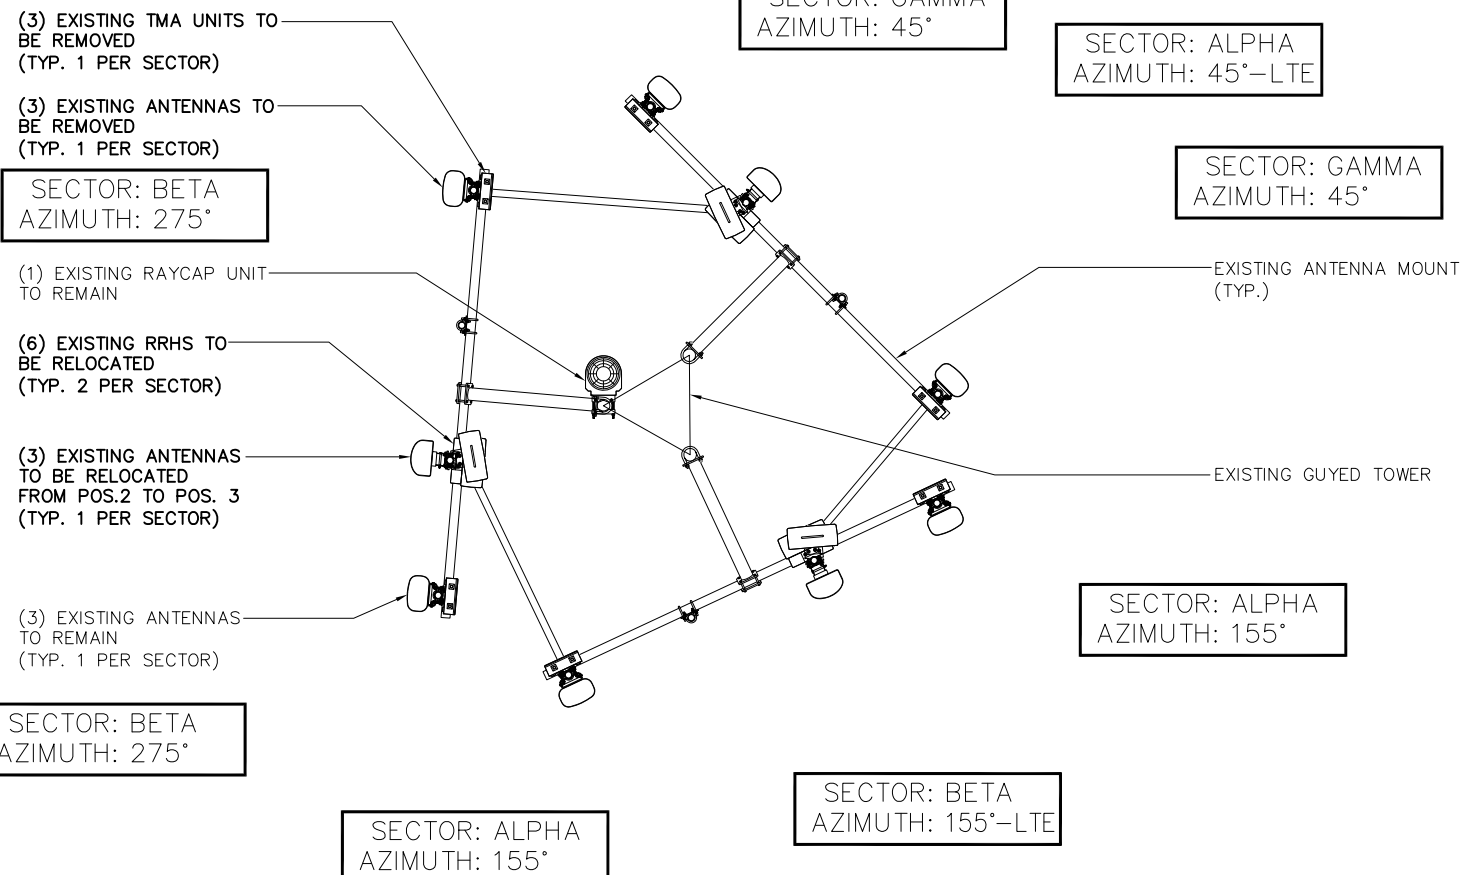 (3) EXISTING TMA UNITS TO
BE REMOVED
(TYP. 1 PER SECTOR)
(3) EXISTING ANTENNAS TO
BE REMOVED
(TYP. 1 PER SECTOR)
SECTOR: BETA
AZIMUTH: 275°
(1) EXISTING RAYCAP UNIT
TO REMAIN
(6) EXISTING RRHS TO
BE RELOCATED
(TYP. 2 PER SECTOR)
(3) EXISTING ANTENNAS
TO BE RELOCATED
FROM POS.2 TO POS. 3
(TYP. 1 PER SECTOR)
(3) EXISTING ANTENNAS
TO REMAIN
(TYP. 1 PER SECTOR)
SECTOR: BETA
AZIMUTH: 275°
SECTOR: ALPHA
AZIMUTH: 155°
SECTOR: GAMMA
AZIMUTH: 45°
SECTOR: ALPHA
AZIMUTH: 45°-LTE
SECTOR: GAMMA
AZIMUTH: 45°
EXISTING ANTENNA MOUNT
(TYP.)
EXISTING GUYED TOWER
SECTOR: ALPHA
AZIMUTH: 155°
SECTOR: BETA
AZIMUTH: 155°-LTE